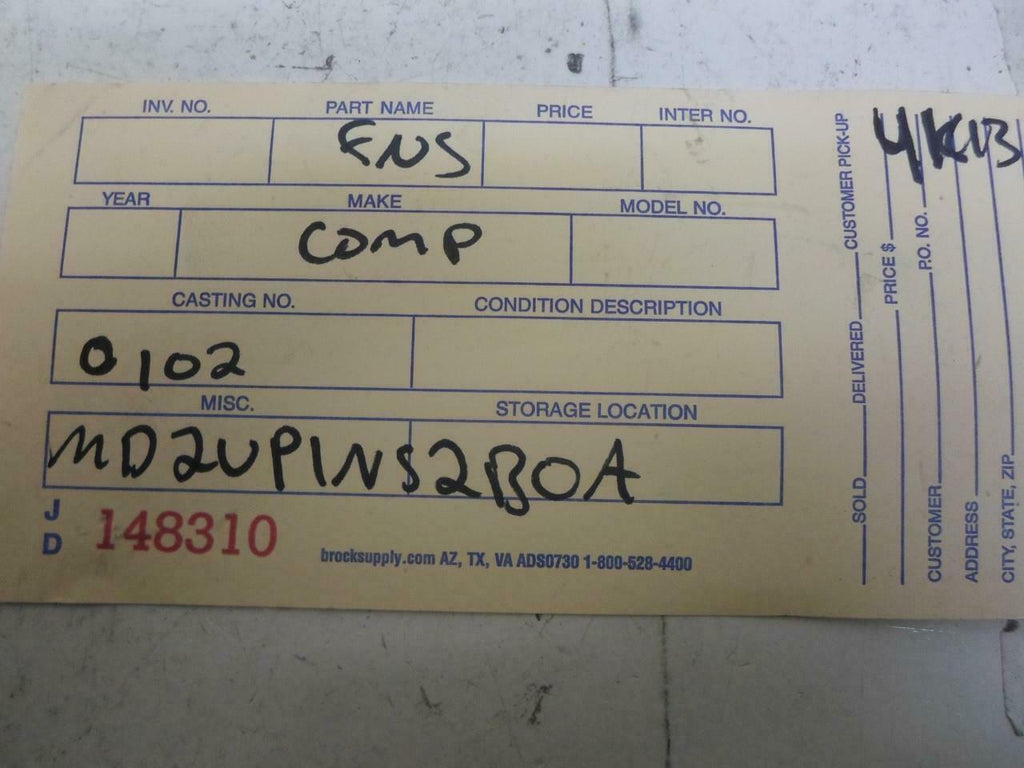 INV. NO. PART NAME PRICE INTER NO.
ENS
YEAR MAKE MODEL NO.
COMP
CASTING NO. CONDITION DESCRIPTION
0102
MISC. STORAGE LOCATION
MD2UPINS2BOA
J
D 148310
brocksupply.com AZ, TX, VA ADS0730 1-800-528-4400
SOLD DELIVERED CUSTOMER PICK-UP
PRICE $
CUSTOMER P.O. NO.
ADDRESS
CITY, STATE, ZIP